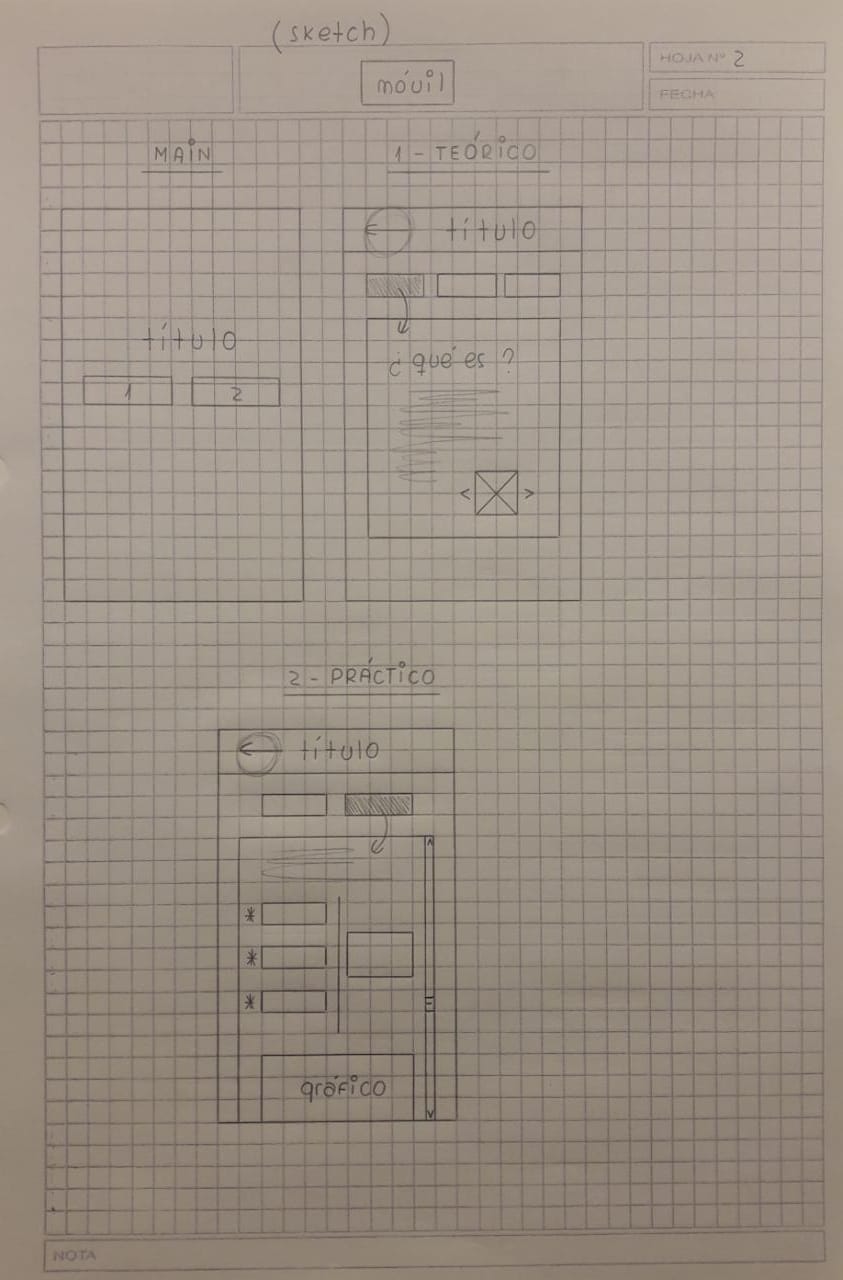 (sketch)
móvil
HOJA Nº 2
FECHA
MAIN
1 - TEÓRICO
título
1
2
título
¿qué es?
<
>
2 - PRÁCTICO
título
*
*
*
gráfico
NOTA